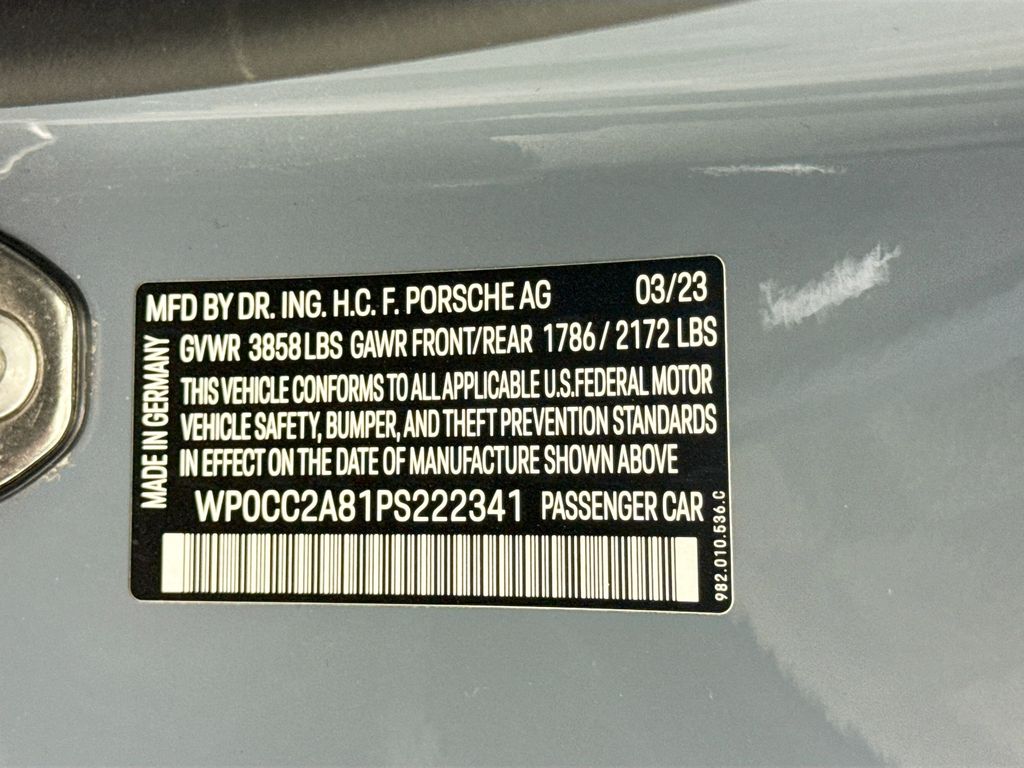 MFD BY DR. ING. H.C. F. PORSCHE AG 03/23
GVWR 3858 LBS GAWR FRONT/REAR 1786 / 2172 LBS
THIS VEHICLE CONFORMS TO ALL APPLICABLE U.S. FEDERAL MOTOR
VEHICLE SAFETY, BUMPER, AND THEFT PREVENTION STANDARDS
IN EFFECT ON THE DATE OF MANUFACTURE SHOWN ABOVE
WP0CC2A81PS222341 PASSENGER CAR
MADE IN GERMANY
982.010.536.C